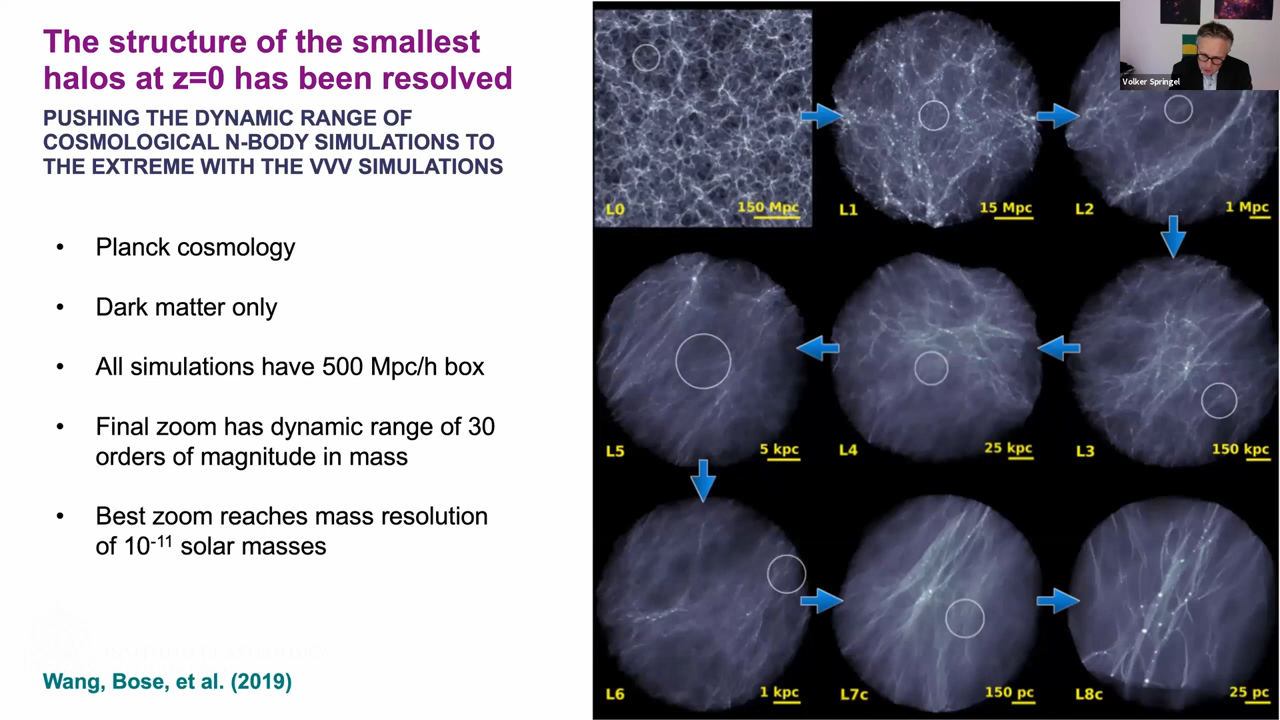 The structure of the smallest
halos at z=0 has been resolved
PUSHING THE DYNAMIC RANGE OF
COSMOLOGICAL N-BODY SIMULATIONS TO
THE EXTREME WITH THE VVV SIMULATIONS
• Planck cosmology
• Dark matter only
• All simulations have 500 Mpc/h box
• Final zoom has dynamic range of 30
orders of magnitude in mass
• Best zoom reaches mass resolution
of 10⁻¹¹ solar masses
Wang, Bose, et al. (2019)
Volker Springel
L0
150 Mpc
L1
15 Mpc
L2
1 Mpc
L5
5 kpc
L4
25 kpc
L3
150 kpc
L6
1 kpc
L7c
150 pc
L8c
25 pc